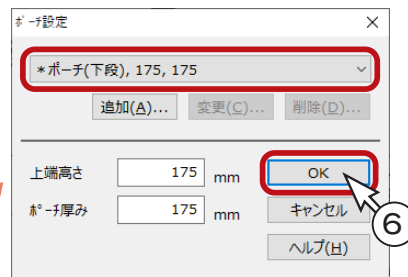 ﾎﾟｰﾁ設定
*ポーチ(下段), 175, 175
追加(A)... 変更(C)... 削除(D)...
上端高さ 175 mm OK
ﾎﾟｰﾁ厚み 175 mm キャンセル
⑥
ヘルプ(H)